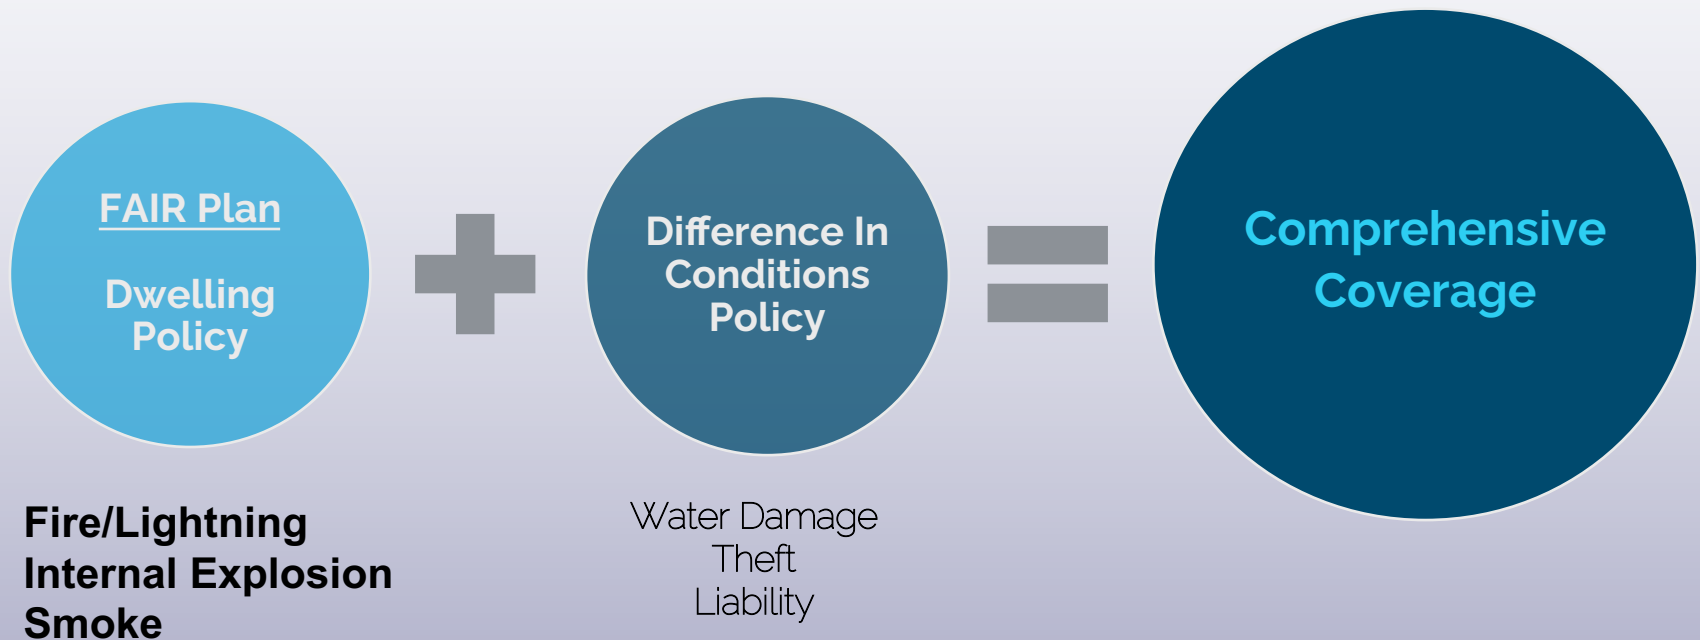 FAIR Plan
Dwelling
Policy
Fire/Lightning
Internal Explosion
Smoke
Difference In
Conditions
Policy
Water Damage
Theft
Liability
Comprehensive
Coverage